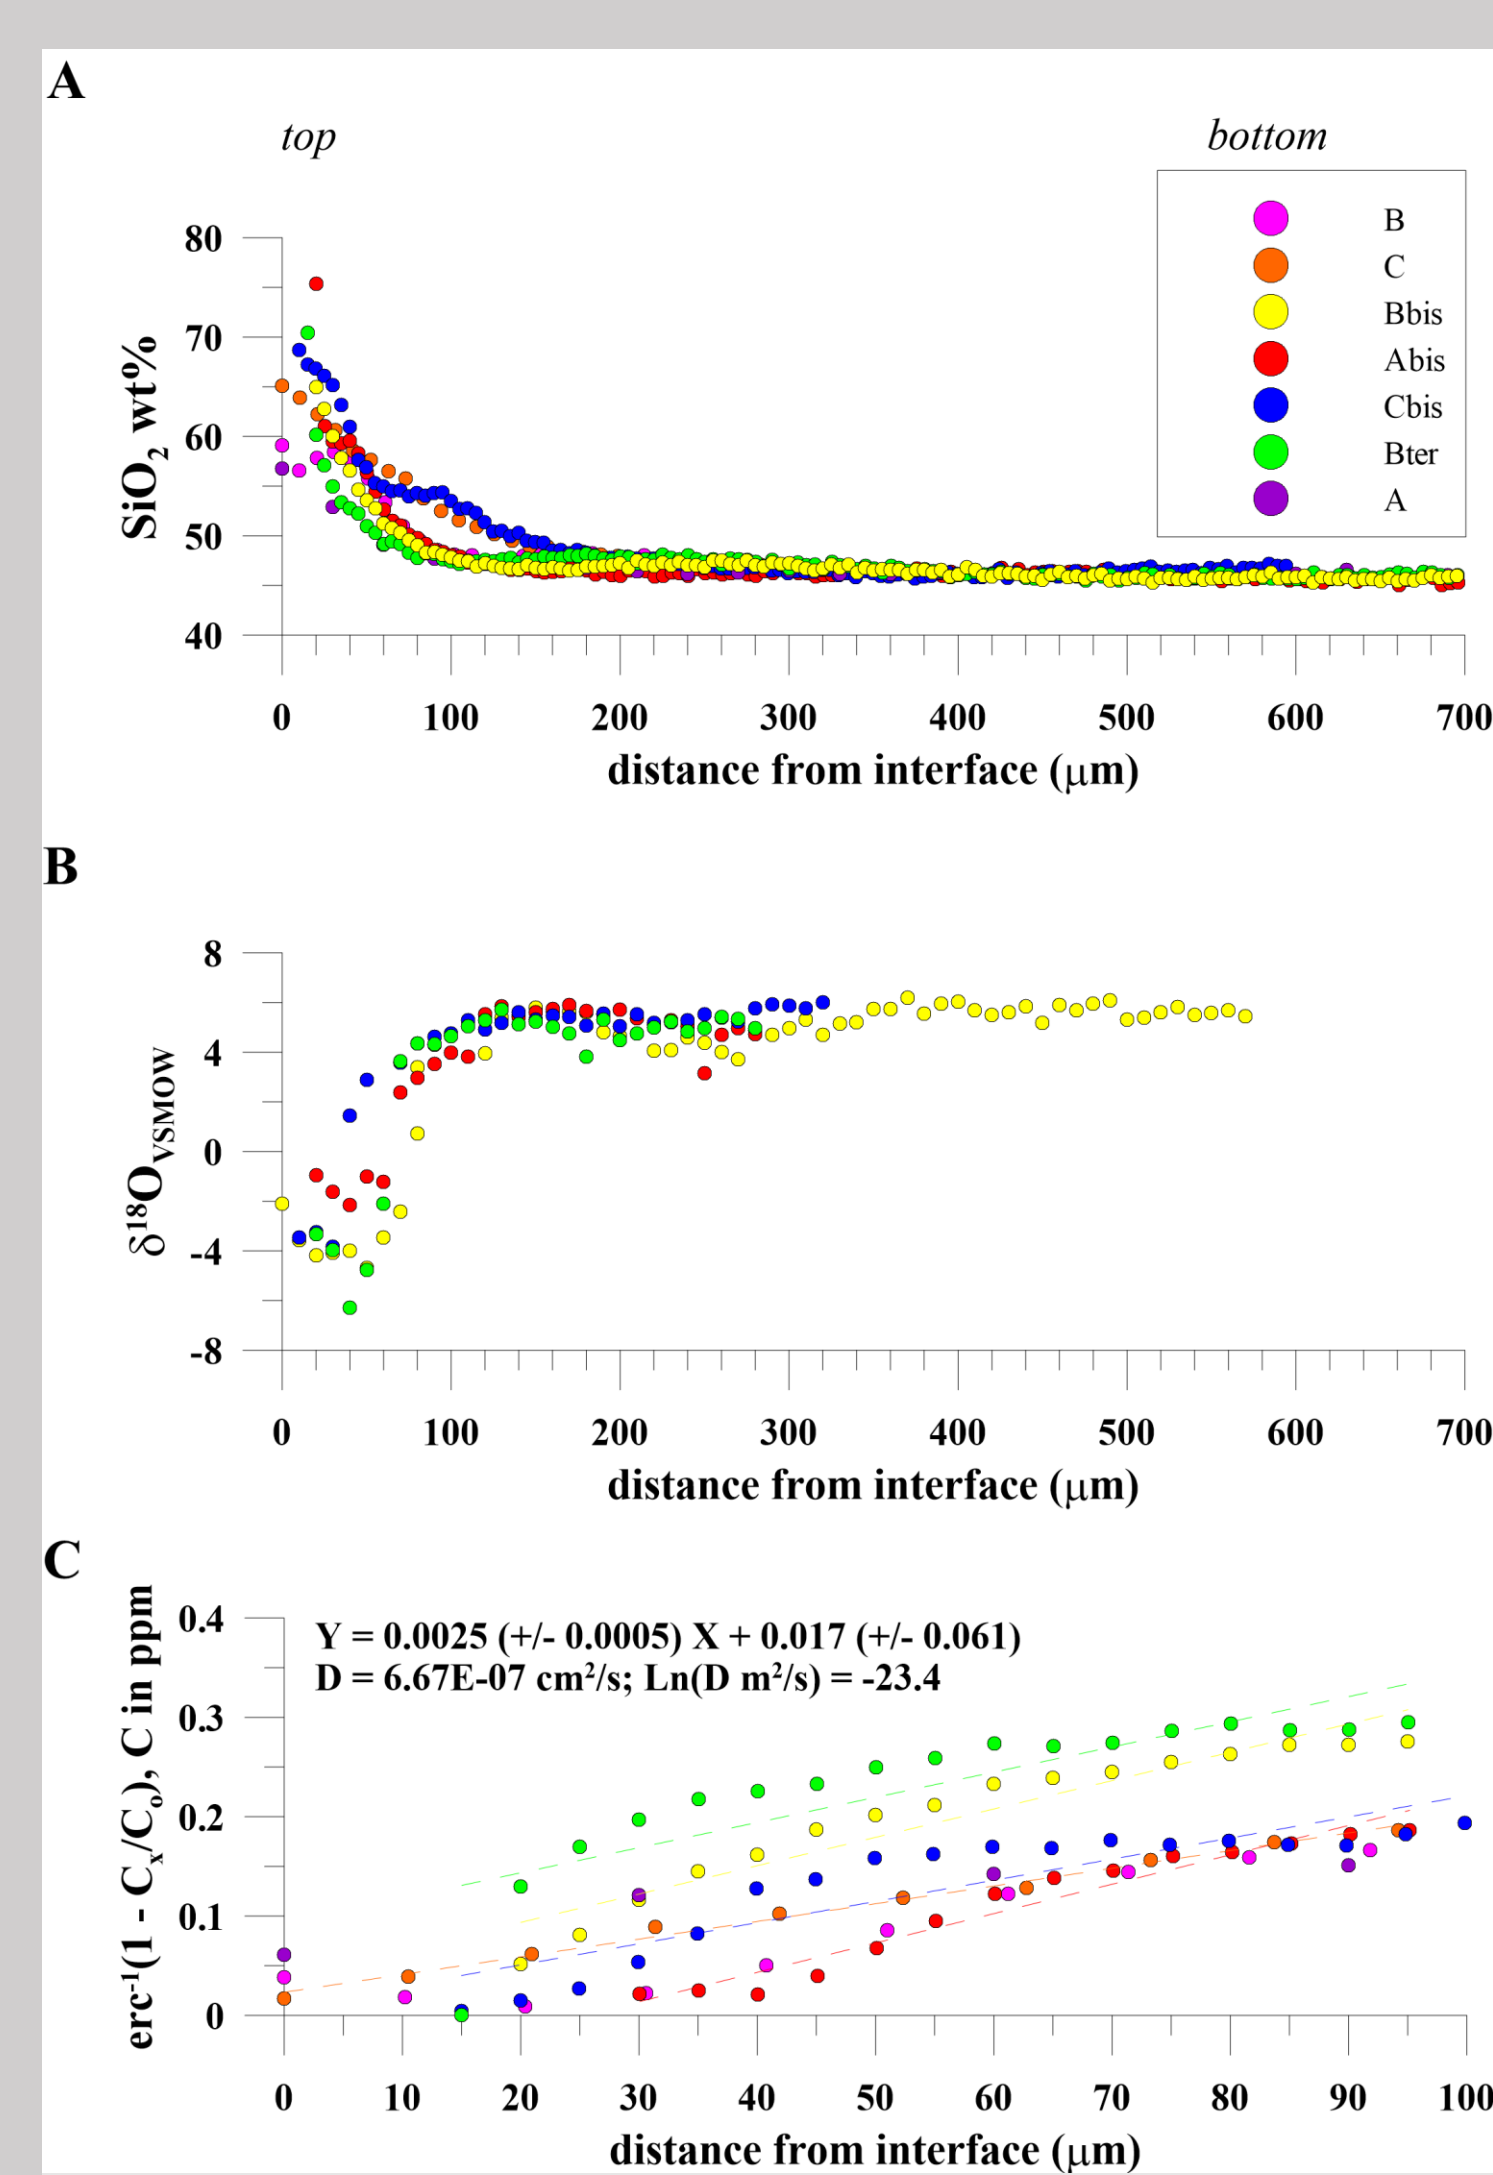 A
top
bottom
B
C
Bbis
Abis
Cbis
Bter
A
80
70
60
50
40
SiO₂ wt%
0 100 200 300 400 500 600 700
distance from interface (μm)
B
8
4
0
-4
-8
δ¹⁸O_VSMOW
0 100 200 300 400 500 600 700
distance from interface (μm)
C
Y = 0.0025 (+/- 0.0005) X + 0.017 (+/- 0.061)
D = 6.67E-07 cm²/s; Ln(D m²/s) = -23.4
0.4
0.3
0.2
0.1
0
erc⁻¹(1 - Cₓ/Cₒ), C in ppm
0 10 20 30 40 50 60 70 80 90 100
distance from interface (μm)